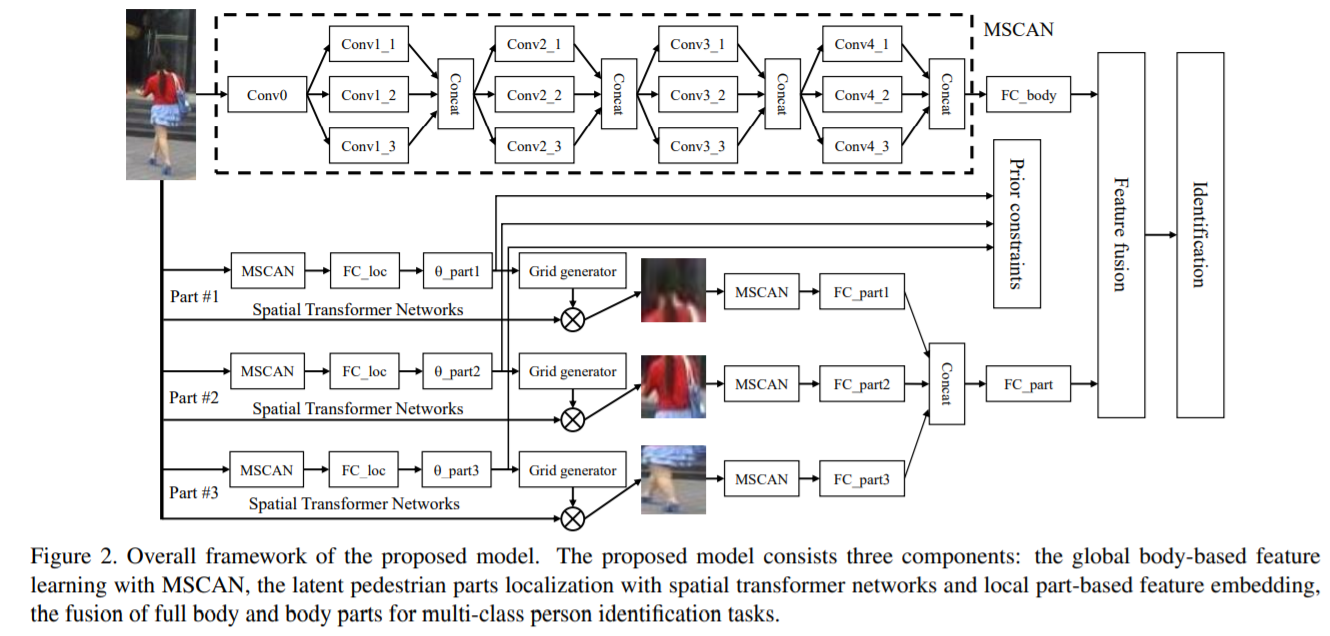 MSCAN
Conv1_1
Conv2_1
Conv3_1
Conv4_1
Conv0
Conv1_2
Concat
Conv2_2
Concat
Conv3_2
Concat
Conv4_2
Concat
FC_body
Conv1_3
Conv2_3
Conv3_3
Conv4_3
Prior constraints
Feature fusion
Identification
MSCAN
FC_loc
θ_part1
Grid generator
Part #1
Spatial Transformer Networks
MSCAN
FC_part1
MSCAN
FC_loc
θ_part2
Grid generator
Part #2
Spatial Transformer Networks
MSCAN
FC_part2
Concat
FC_part
MSCAN
FC_loc
θ_part3
Grid generator
Part #3
Spatial Transformer Networks
MSCAN
FC_part3
Figure 2. Overall framework of the proposed model. The proposed model consists three components: the global body-based feature
learning with MSCAN, the latent pedestrian parts localization with spatial transformer networks and local part-based feature embedding,
the fusion of full body and body parts for multi-class person identification tasks.